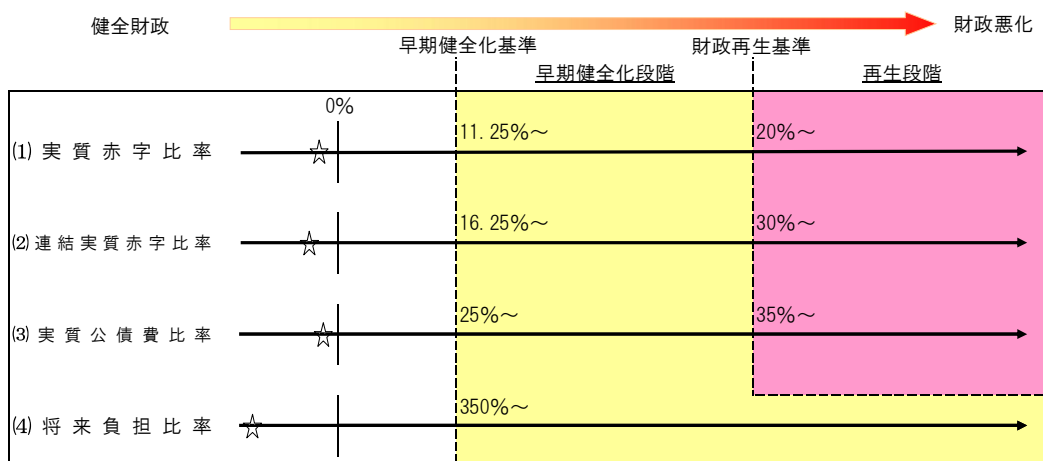 健全財政
財政悪化
早期健全化基準
財政再生基準
早期健全化段階
再生段階
0%
⑴ 実質赤字比率
11.25%～
20%～
⑵ 連結実質赤字比率
16.25%～
30%～
⑶ 実質公債費比率
25%～
35%～
⑷ 将来負担比率
350%～